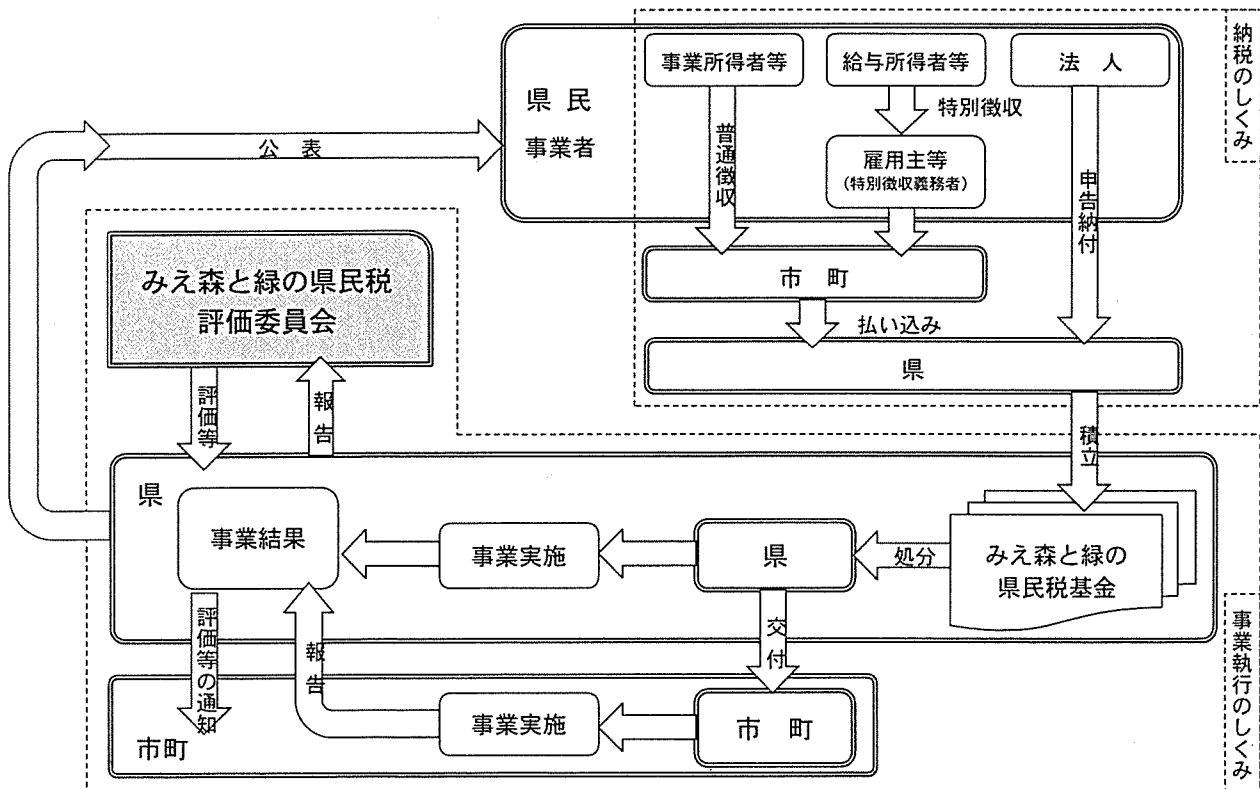 納税のしくみ
県民
事業者
事業所得者等
給与所得者等
法人
特別徴収
普通徴収
雇用主等
(特別徴収義務者)
申告納付
公表
市町
払い込み
県
積立
みえ森と緑の県民税
評価委員会
評価等
報告
県
事業結果
事業実施
県
処分
みえ森と緑の
県民税基金
交付
評価等の通知
報告
市町
事業実施
市町
事業執行のしくみ